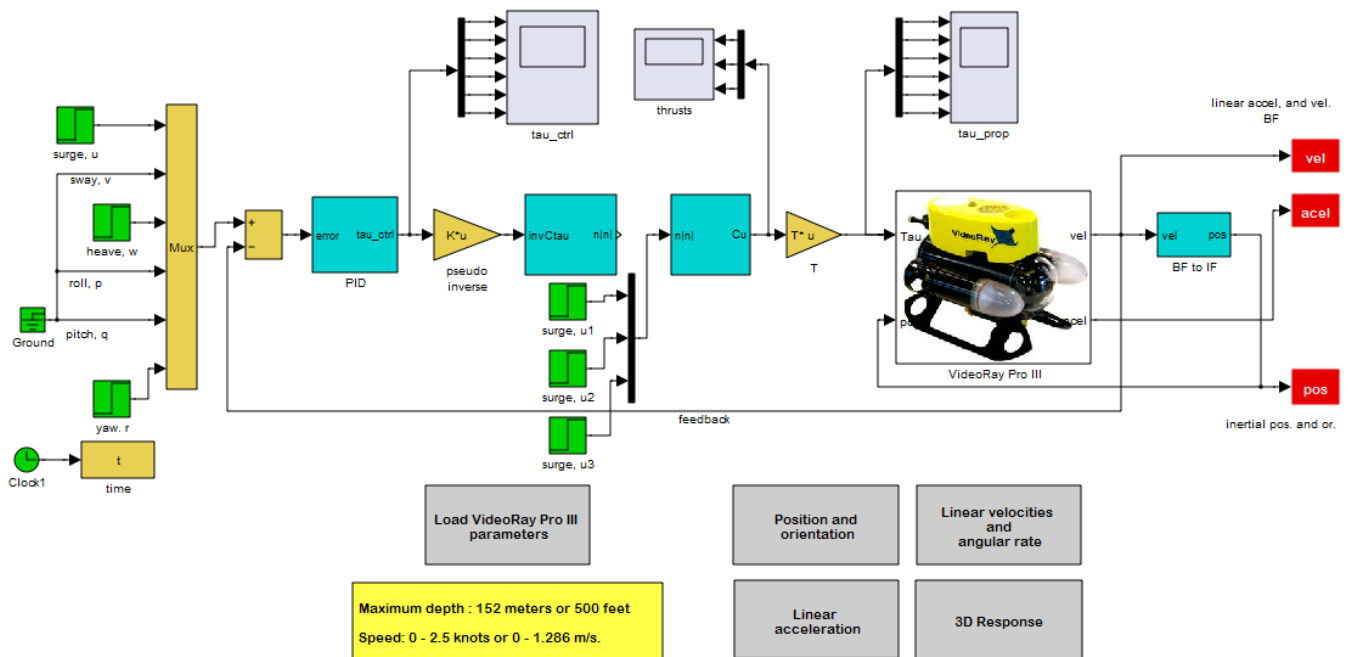 linear accel, and vel.
BF
thrusts
tau_ctrl
tau_prop
surge, u
vel
sway, v
acel
VideoRay
+
−
error
tau_ctrl
K*u
invCtau
n|n|
n|n|
Cu
T* u
Tau
vel
vel
pos
heave, w
Mux
PID
pseudo
inverse
T
BF to IF
roll, p
surge, u1
acel
Ground
pitch, q
VideoRay Pro III
surge, u2
pos
yaw. r
feedback
inertial pos. and or.
t
surge, u3
Clock1
time
Load VideoRay Pro III
parameters
Position and
orientation
Linear velocities
and
angular rate
Maximum depth : 152 meters or 500 feet
Speed: 0 - 2.5 knots or 0 - 1.286 m/s.
Linear
acceleration
3D Response